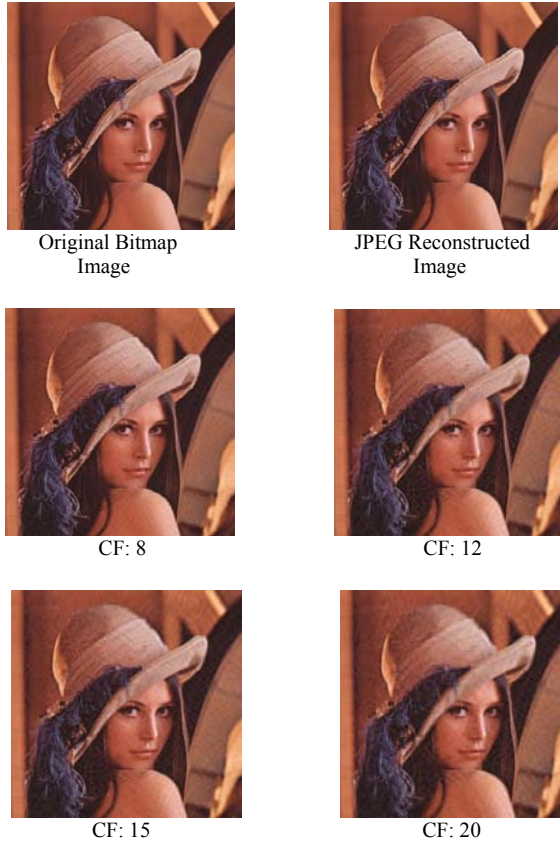 Original Bitmap
Image
JPEG Reconstructed
Image
CF: 8
CF: 12
CF: 15
CF: 20